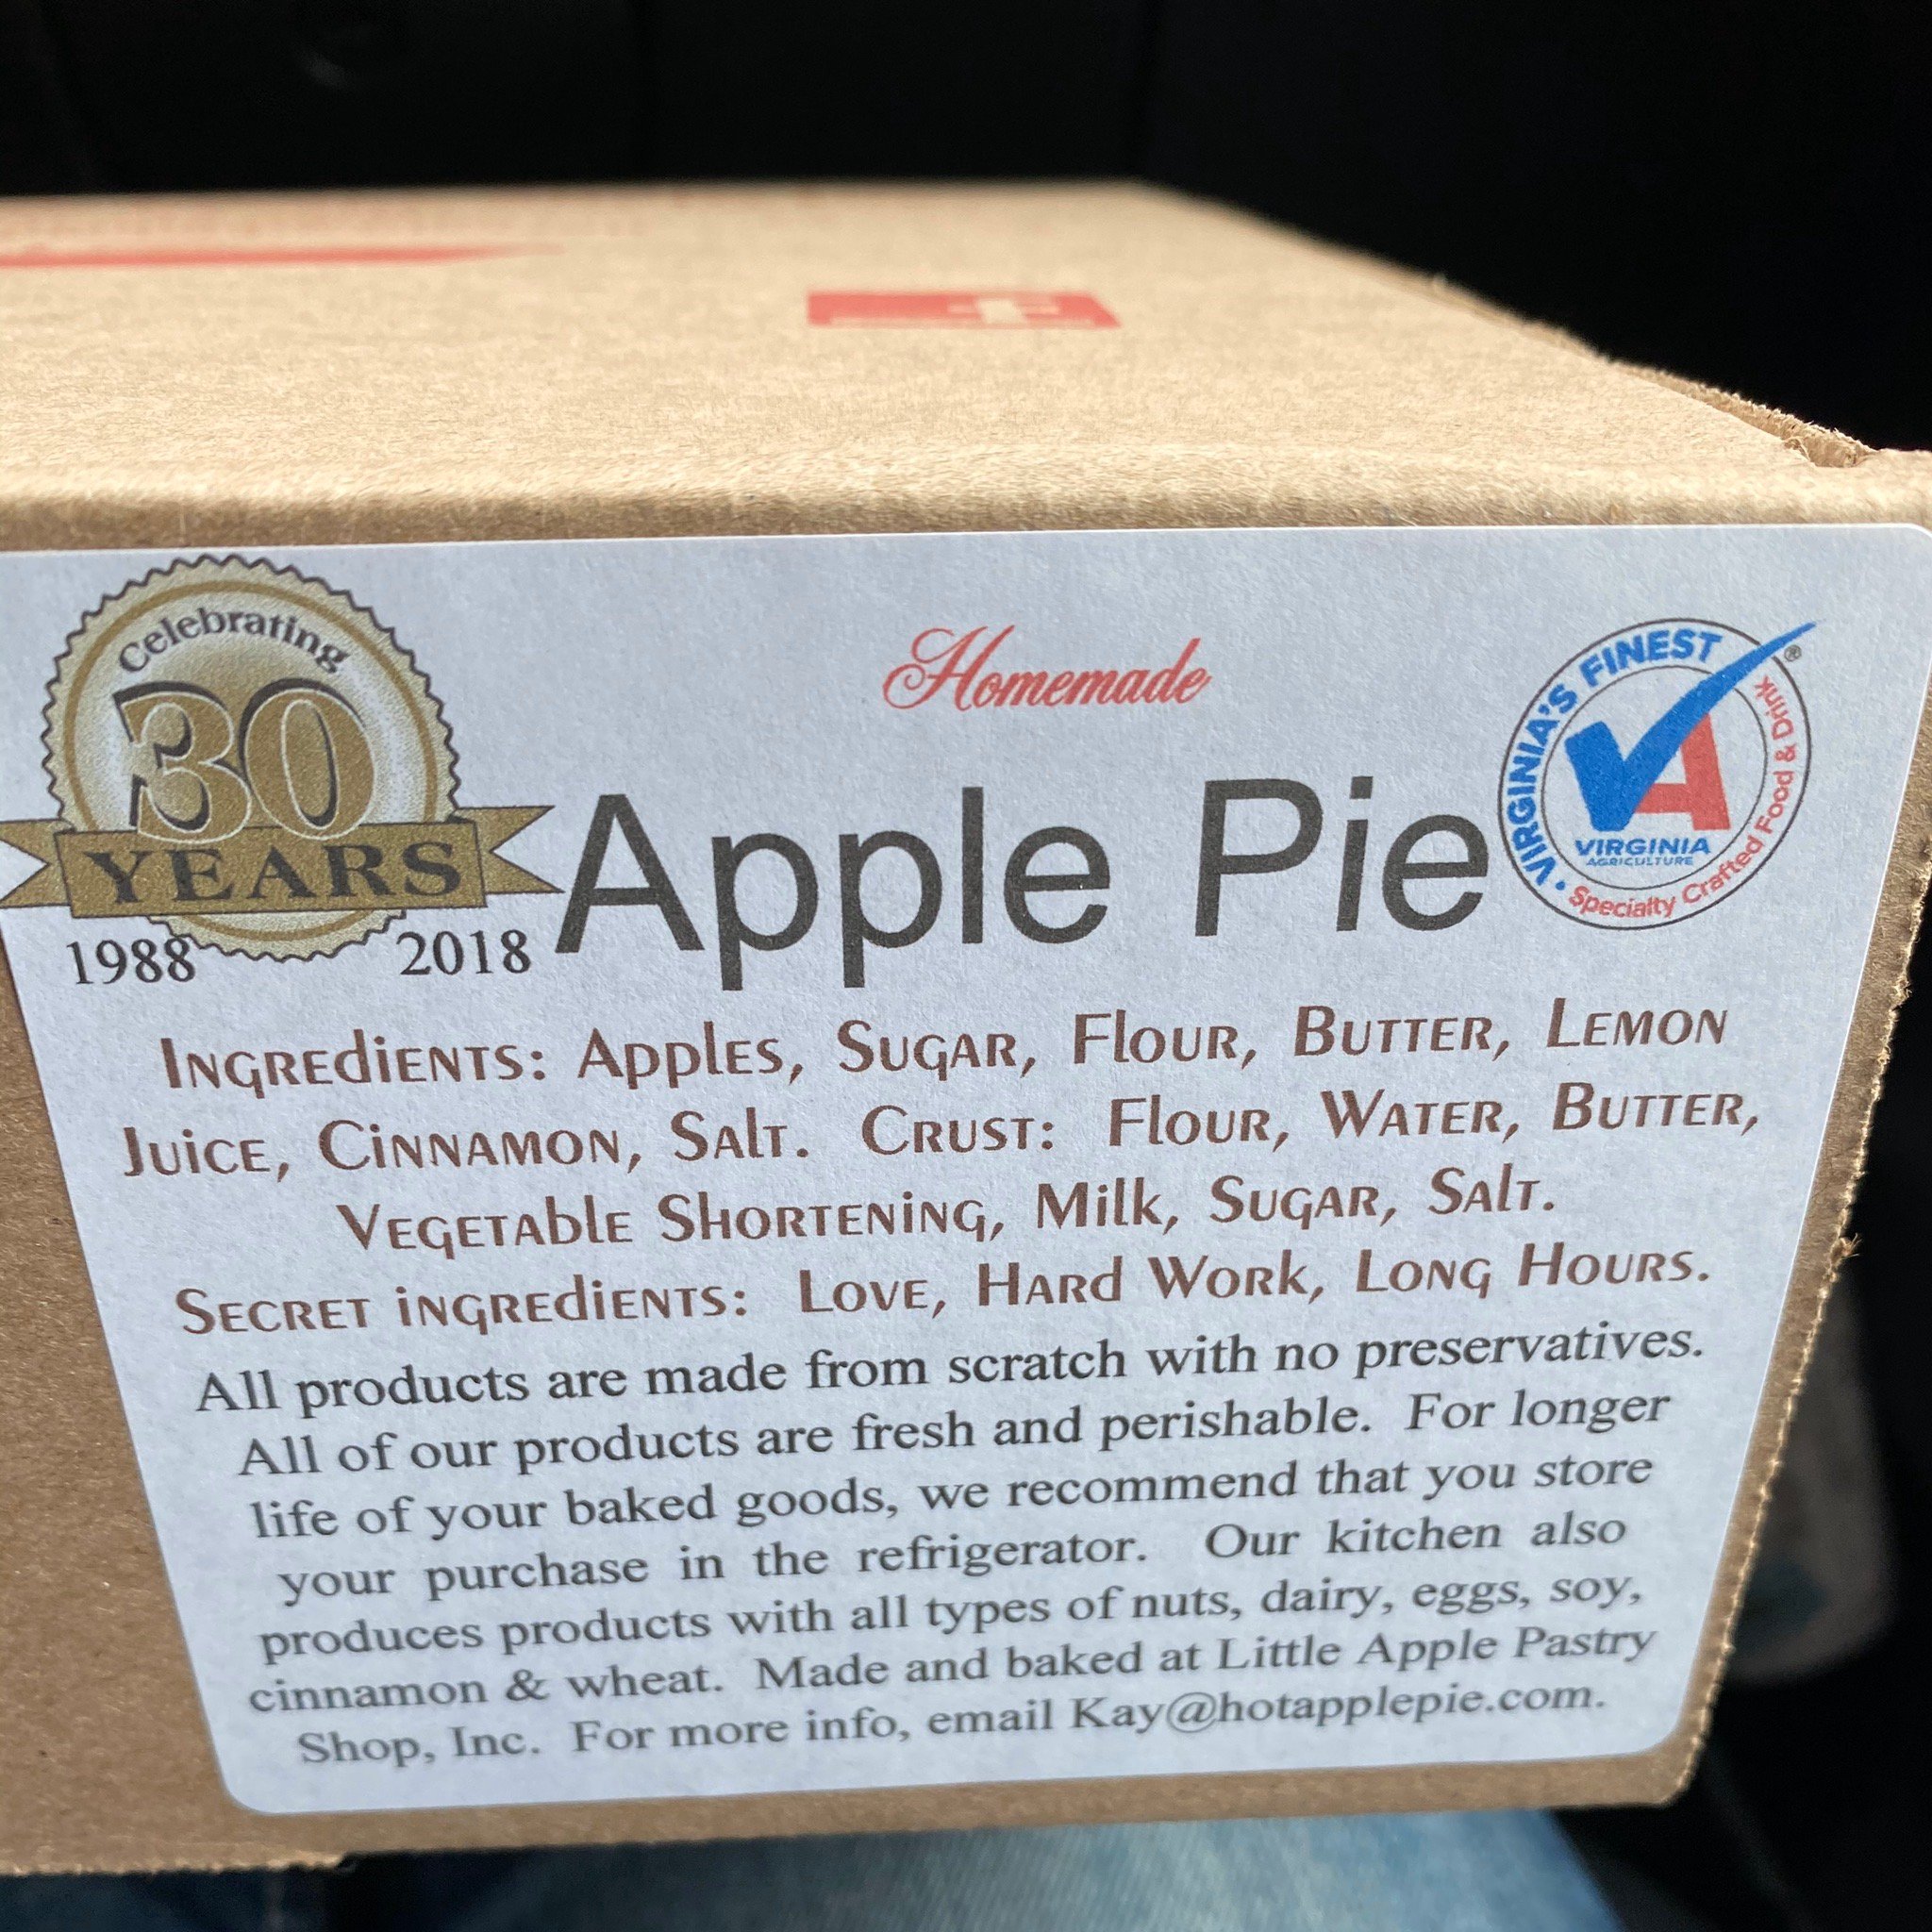 Celebrating
30
YEARS
1988 2018
Homemade
Apple Pie
VIRGINIA'S FINEST ®
VA
VIRGINIA
AGRICULTURE
Specialty Crafted Food & Drink
Ingredients: Apples, Sugar, Flour, Butter, Lemon
Juice, Cinnamon, Salt. Crust: Flour, Water, Butter,
Vegetable Shortening, Milk, Sugar, Salt.
Secret ingredients: Love, Hard Work, Long Hours.
All products are made from scratch with no preservatives.
All of our products are fresh and perishable. For longer
life of your baked goods, we recommend that you store
your purchase in the refrigerator. Our kitchen also
produces products with all types of nuts, dairy, eggs, soy,
cinnamon & wheat. Made and baked at Little Apple Pastry
Shop, Inc. For more info, email Kay@hotapplepie.com.